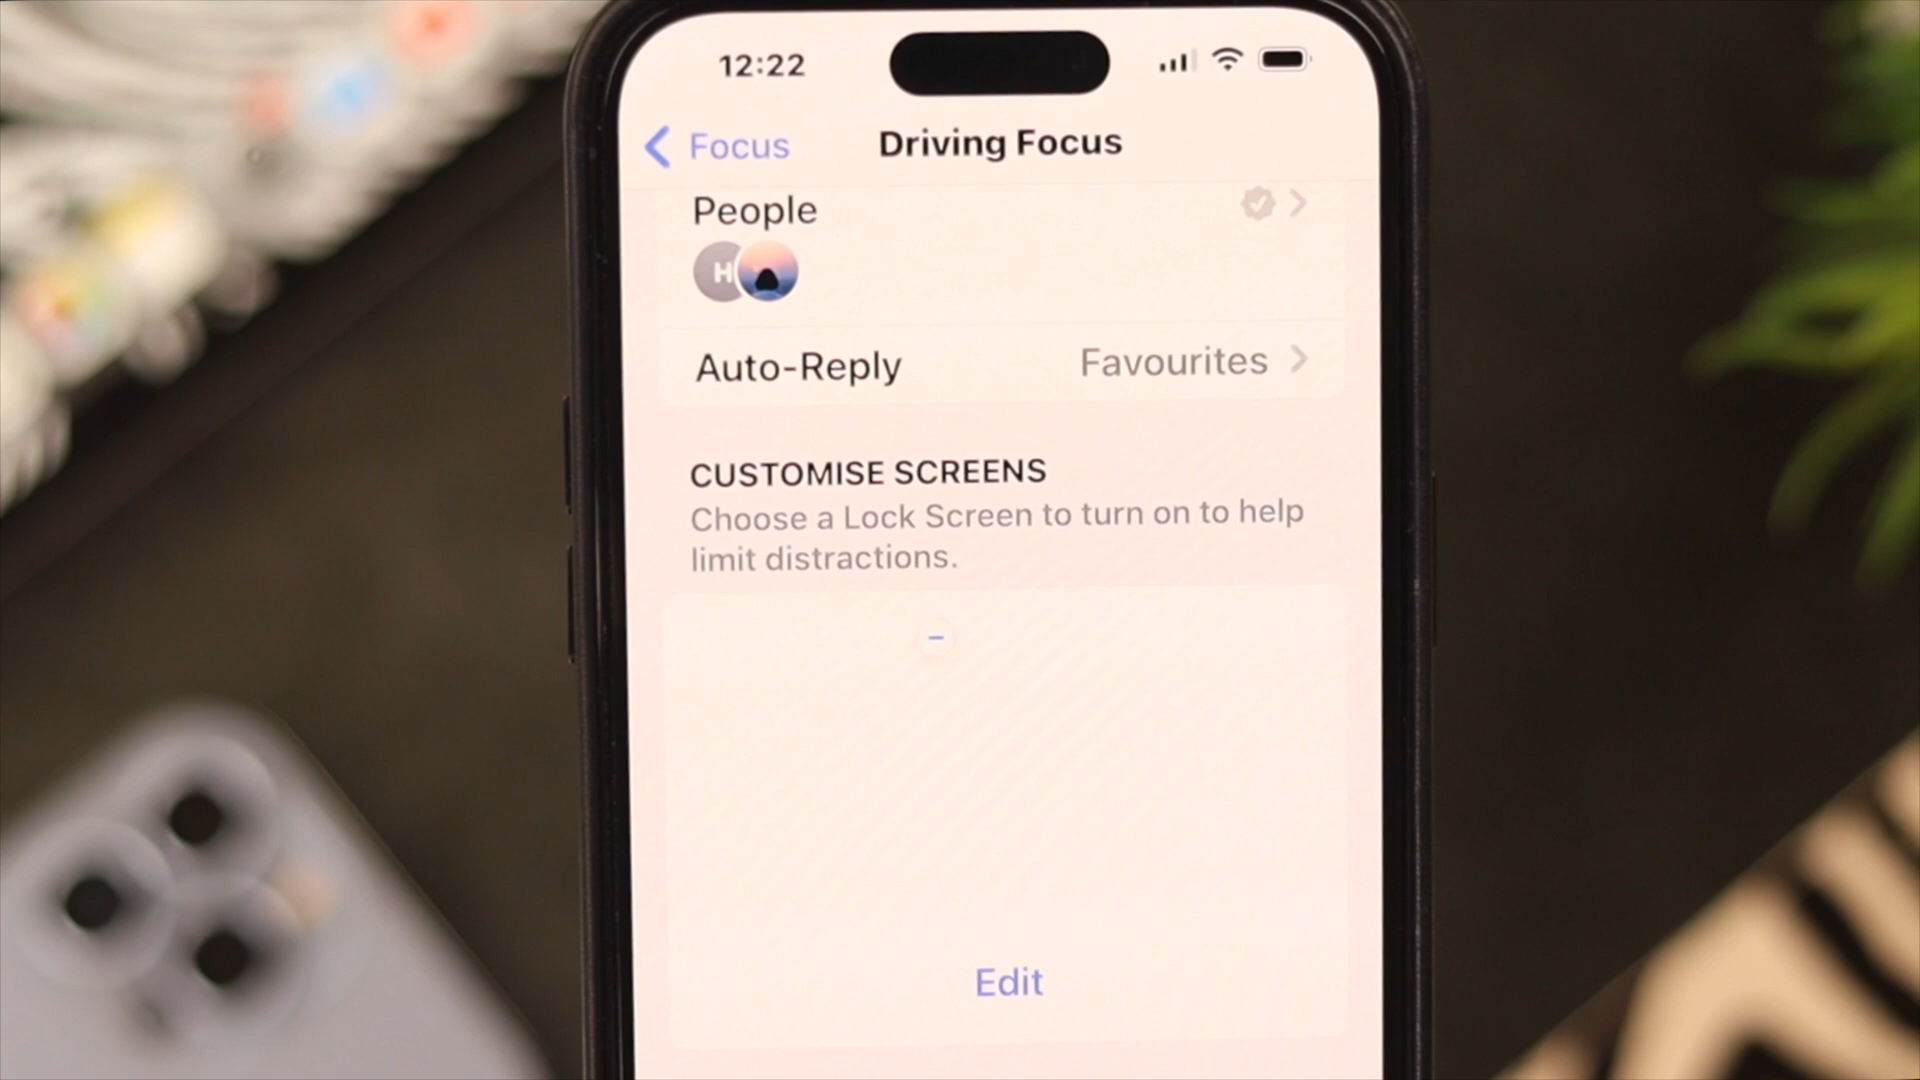 12:22
Focus
Driving Focus
People
H
Auto-Reply
Favourites
CUSTOMISE SCREENS
Choose a Lock Screen to turn on to help
limit distractions.
Edit